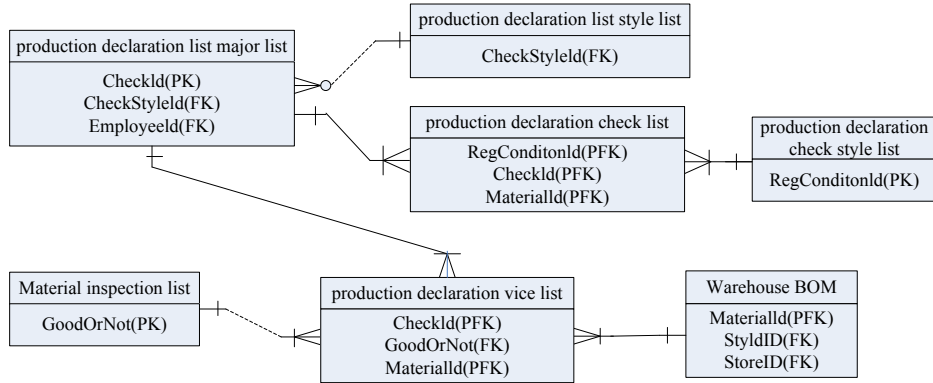 production declaration list major list
CheckId(PK)
CheckStyleId(FK)
EmployeeId(FK)
production declaration list style list
CheckStyleId(FK)
production declaration check list
RegConditonId(PFK)
CheckId(PFK)
MaterialId(PFK)
production declaration
check style list
RegConditonId(PK)
Material inspection list
GoodOrNot(PK)
production declaration vice list
CheckId(PFK)
GoodOrNot(FK)
MaterialId(PFK)
Warehouse BOM
MaterialId(PFK)
StyldID(FK)
StoreID(FK)